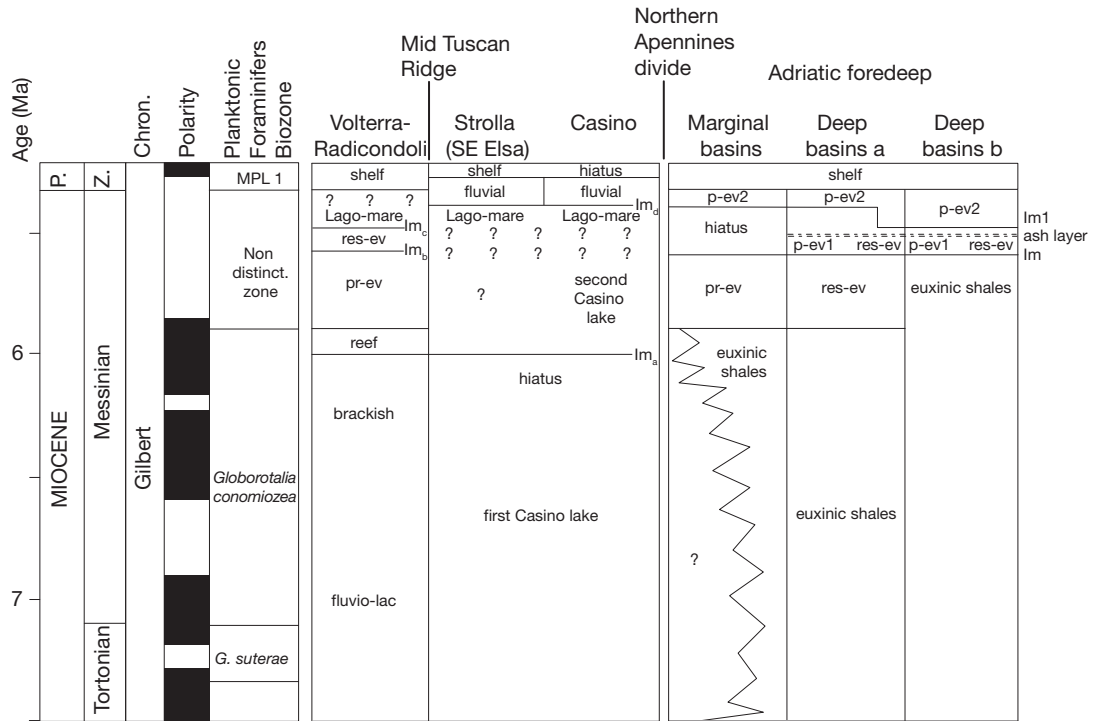 Northern
Apennines
divide
Mid Tuscan
Ridge
Adriatic foredeep
Age (Ma)
Chron.
Polarity
Planktonic
Foraminifers
Biozone
Volterra-
Radicondoli
Strolla
(SE Elsa)
Casino
Marginal
basins
Deep
basins a
Deep
basins b
P.
Z.
MPL 1
shelf
shelf
hiatus
shelf
? ? ?
fluvial
fluvial
p-ev2
p-ev2
p-ev2
Imd
Lago-mare
Imc
Lago-mare
Lago-mare
hiatus
Im1
ash layer
Im
res-ev
? ? ? ? ?
? ? ? ? ?
p-ev1 res-ev
p-ev1 res-ev
Imb
Non
distinct.
zone
pr-ev
?
second
Casino
lake
pr-ev
res-ev
euxinic shales
6
reef
Ima
euxinic
shales
hiatus
MIOCENE
Messinian
Gilbert
brackish
Globorotalia
conomiozea
first Casino lake
euxinic shales
?
7
fluvio-lac
Tortonian
G. suterae